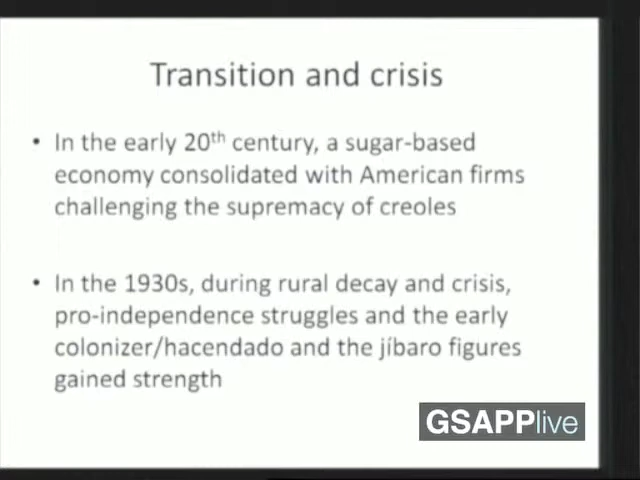 Transition and crisis
• In the early 20th century, a sugar-based
economy consolidated with American firms
challenging the supremacy of creoles
• In the 1930s, during rural decay and crisis,
pro-independence struggles and the early
colonizer/hacendado and the jíbaro figures
gained strength
GSAPPlive